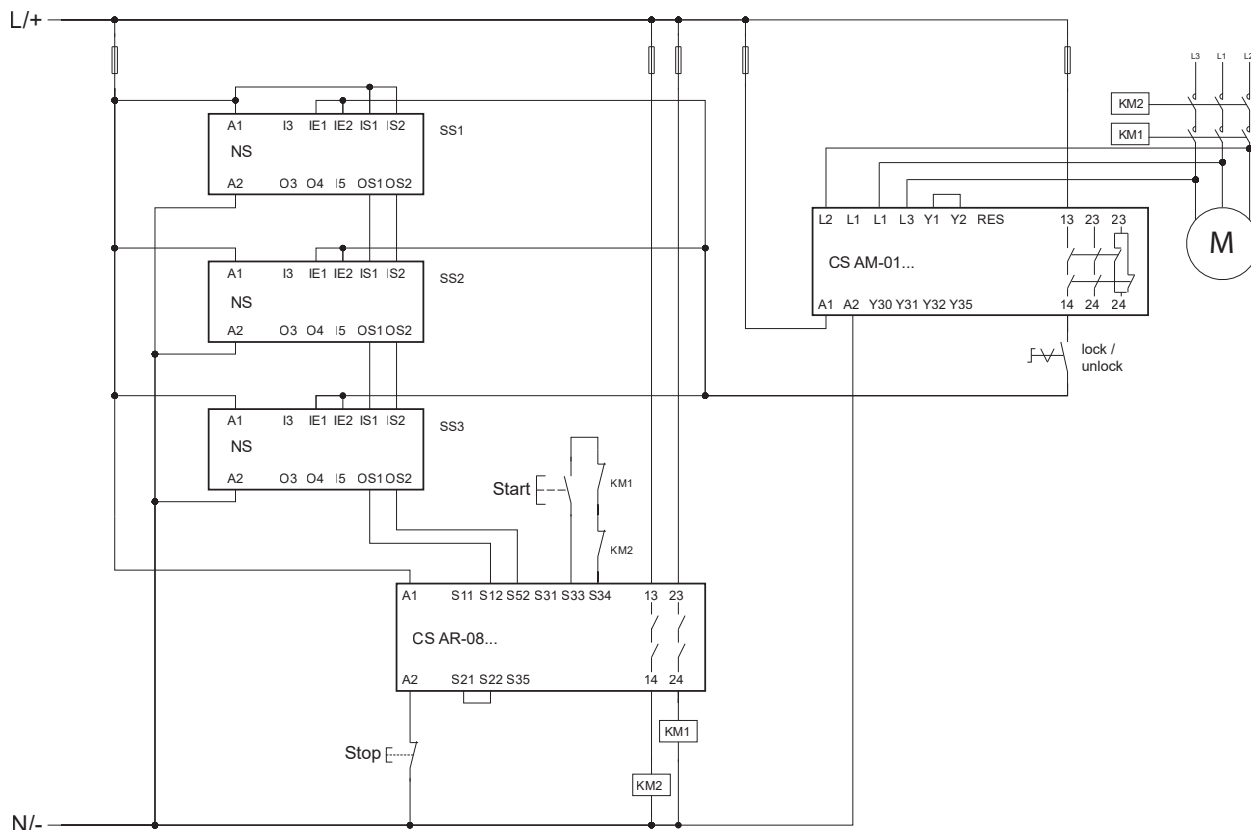 L/+
L3 L1 L2
KM2
KM1
A1 I3 IE1 IE2 IS1 IS2
SS1
NS
A2 O3 O4 I5 OS1 OS2
L2 L1 L1 L3 Y1 Y2 RES 13 23 23
M
CS AM-01...
A1 A2 Y30 Y31 Y32 Y35 14 24 24
A1 I3 IE1 IE2 IS1 IS2
SS2
NS
A2 O3 O4 I5 OS1 OS2
lock /
unlock
A1 I3 IE1 IE2 IS1 IS2
SS3
NS
A2 O3 O4 I5 OS1 OS2
Start
KM1
KM2
A1 S11 S12 S52 S31 S33 S34 13 23
CS AR-08...
A2 S21 S22 S35 14 24
KM1
Stop
KM2
N/-